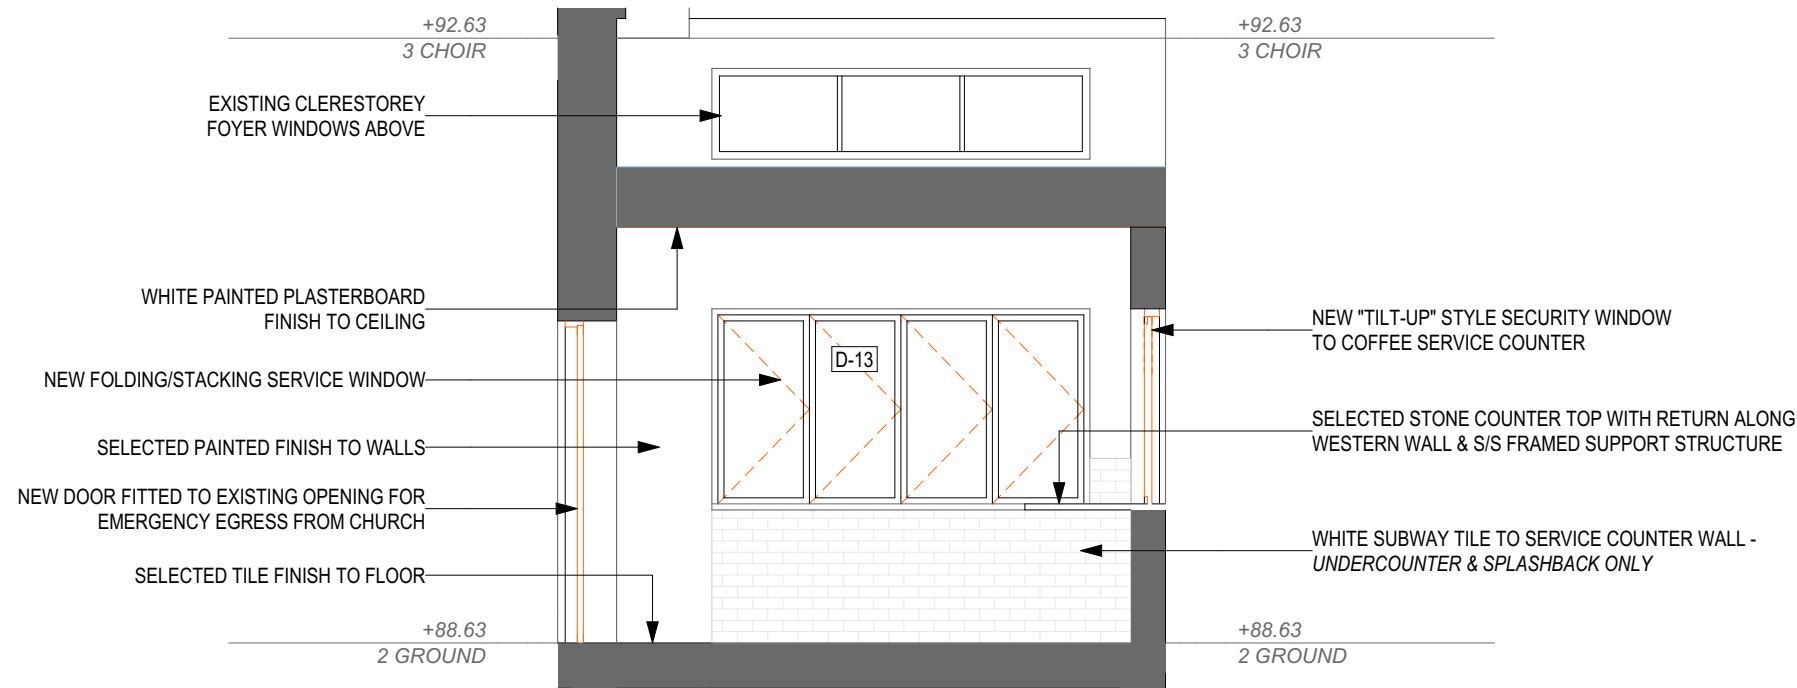 +92.63
3 CHOIR
+92.63
3 CHOIR
EXISTING CLERESTOREY
FOYER WINDOWS ABOVE
WHITE PAINTED PLASTERBOARD
FINISH TO CEILING
NEW FOLDING/STACKING SERVICE WINDOW
SELECTED PAINTED FINISH TO WALLS
NEW DOOR FITTED TO EXISTING OPENING FOR
EMERGENCY EGRESS FROM CHURCH
SELECTED TILE FINISH TO FLOOR
D-13
NEW "TILT-UP" STYLE SECURITY WINDOW
TO COFFEE SERVICE COUNTER
SELECTED STONE COUNTER TOP WITH RETURN ALONG
WESTERN WALL & S/S FRAMED SUPPORT STRUCTURE
WHITE SUBWAY TILE TO SERVICE COUNTER WALL -
UNDERCOUNTER & SPLASHBACK ONLY
+88.63
2 GROUND
+88.63
2 GROUND